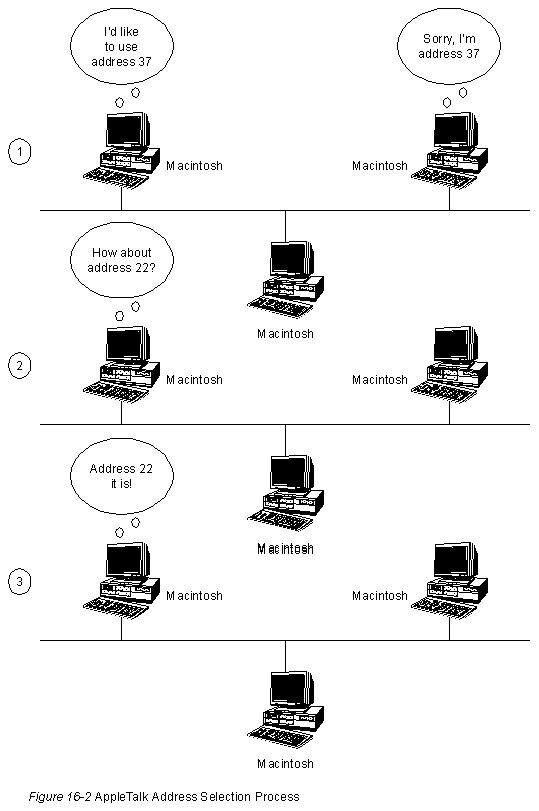 I'd like
to use
address 37
Sorry, I'm
address 37
1
Macintosh
Macintosh
How about
address 22?
Macintosh
2
Macintosh
Macintosh
Address 22
it is!
Macintosh
3
Macintosh
Macintosh
Macintosh
Figure 16-2 AppleTalk Address Selection Process